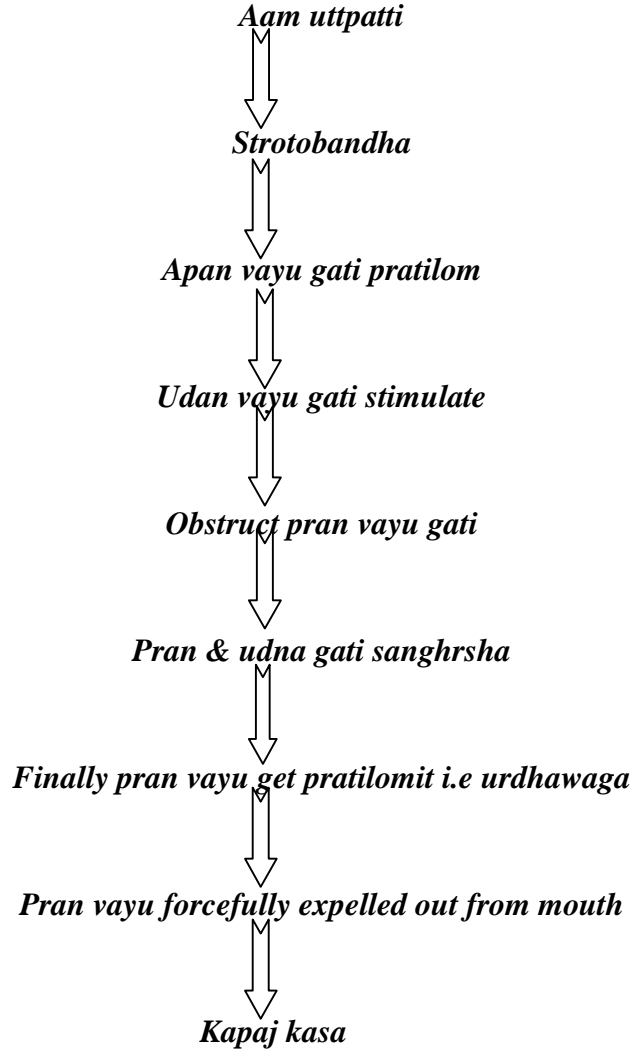 Aam uttpatti
Strotobandha
Apan vayu gati pratilom
Udan vayu gati stimulate
Obstruct pran vayu gati
Pran & udna gati sanghrsha
Finally pran vayu get pratilomit i.e urdhawaga
Pran vayu forcefully expelled out from mouth
Kapaj kasa